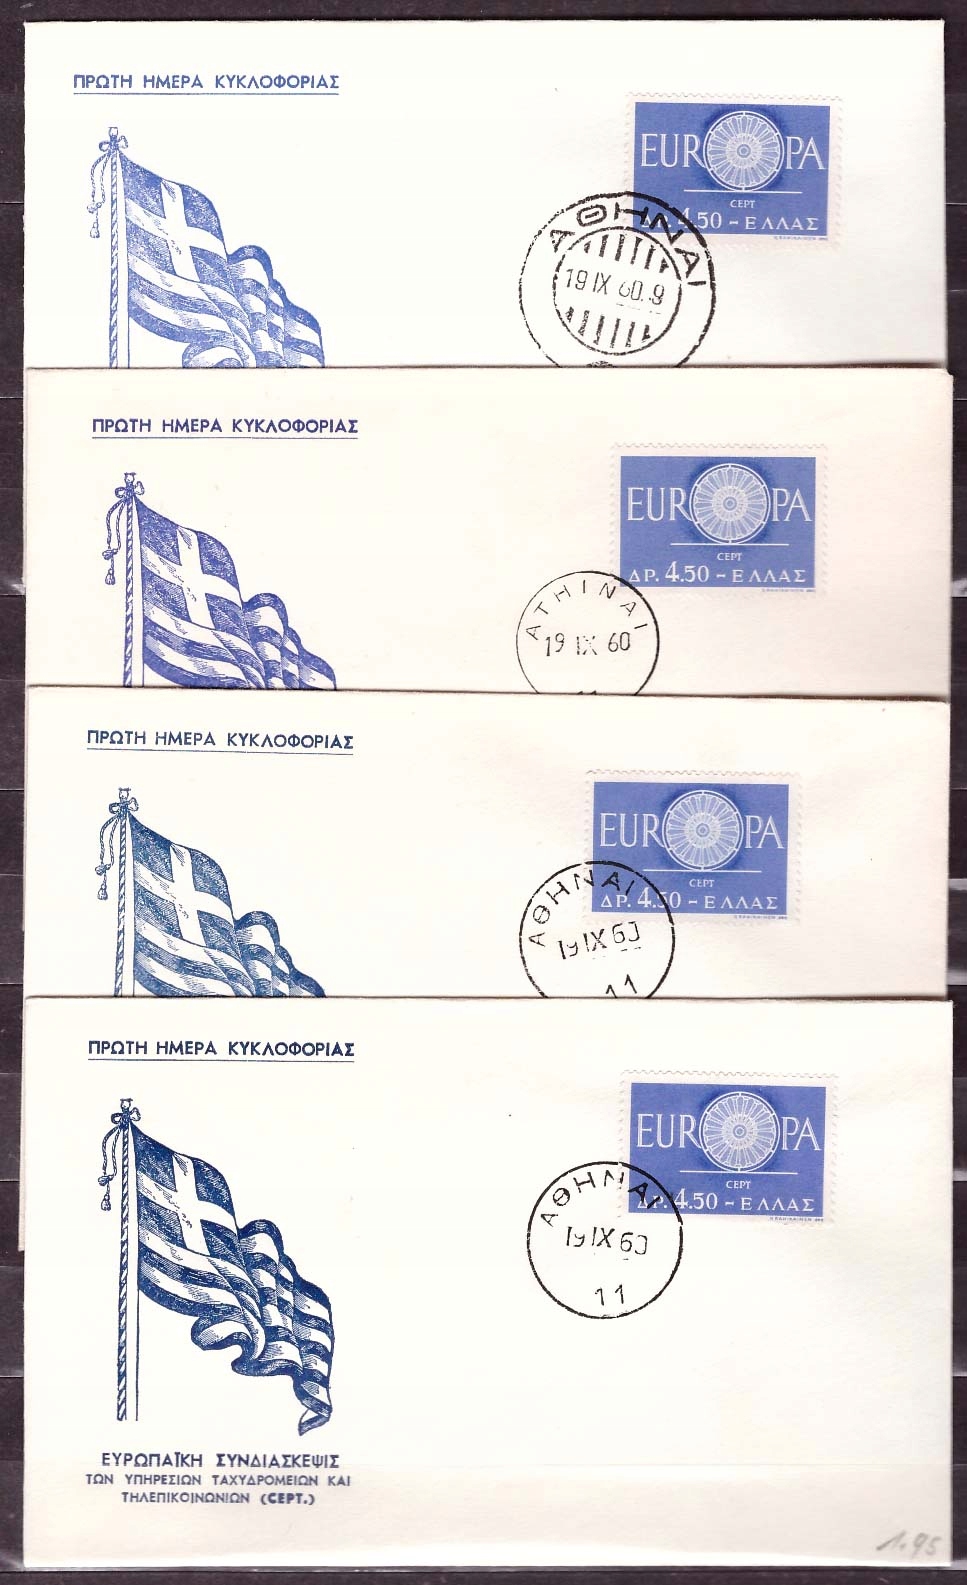 ΠΡΩΤΗ ΗΜΕΡΑ ΚΥΚΛΟΦΟΡΙΑΣ
EUROPA
CEPT
ΔΡ. 4.50 - ΕΛΛΑΣ
ΑΘΗΝΑΙ
19 IX 60.9
ΠΡΩΤΗ ΗΜΕΡΑ ΚΥΚΛΟΦΟΡΙΑΣ
EUROPA
CEPT
ΔΡ. 4.50 - ΕΛΛΑΣ
ATHINAI
19 IX 60
ΠΡΩΤΗ ΗΜΕΡΑ ΚΥΚΛΟΦΟΡΙΑΣ
EUROPA
CEPT
ΔΡ. 4.50 - ΕΛΛΑΣ
ΑΘΗΝΑΙ
19 IX 60
11
ΠΡΩΤΗ ΗΜΕΡΑ ΚΥΚΛΟΦΟΡΙΑΣ
EUROPA
CEPT
ΔΡ. 4.50 - ΕΛΛΑΣ
ΑΘΗΝΑΙ
19 IX 60
11
ΕΥΡΩΠΑΪΚΗ ΣΥΝΔΙΑΣΚΕΨΙΣ
ΤΩΝ ΥΠΗΡΕΣΙΩΝ ΤΑΧΥΔΡΟΜΕΙΩΝ ΚΑΙ
ΤΗΛΕΠΙΚΟΙΝΩΝΙΩΝ (CEPT.)
1.95